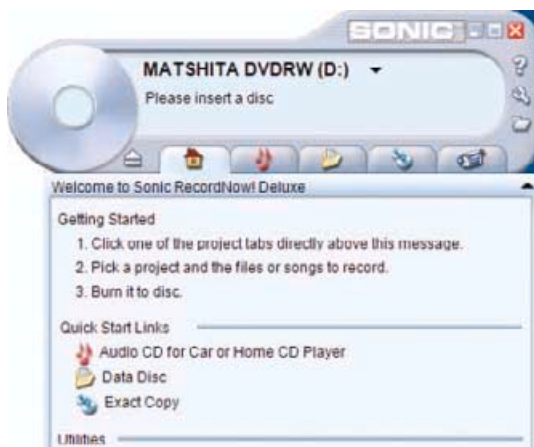 SONIC
MATSHITA DVDRW (D:)
Please insert a disc
Welcome to Sonic RecordNow! Deluxe
Getting Started
1. Click one of the project tabs directly above this message.
2. Pick a project and the files or songs to record.
3. Burn it to disc.
Quick Start Links
Audio CD for Car or Home CD Player
Data Disc
Exact Copy
Utilities